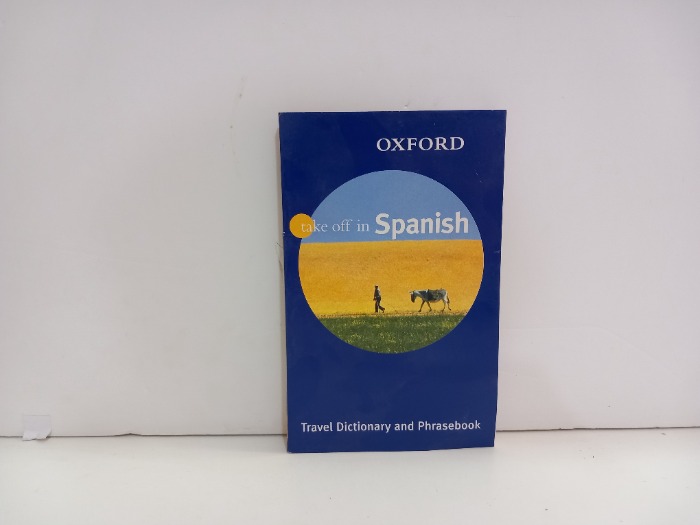 OXFORD
take off in Spanish
Travel Dictionary and Phrasebook